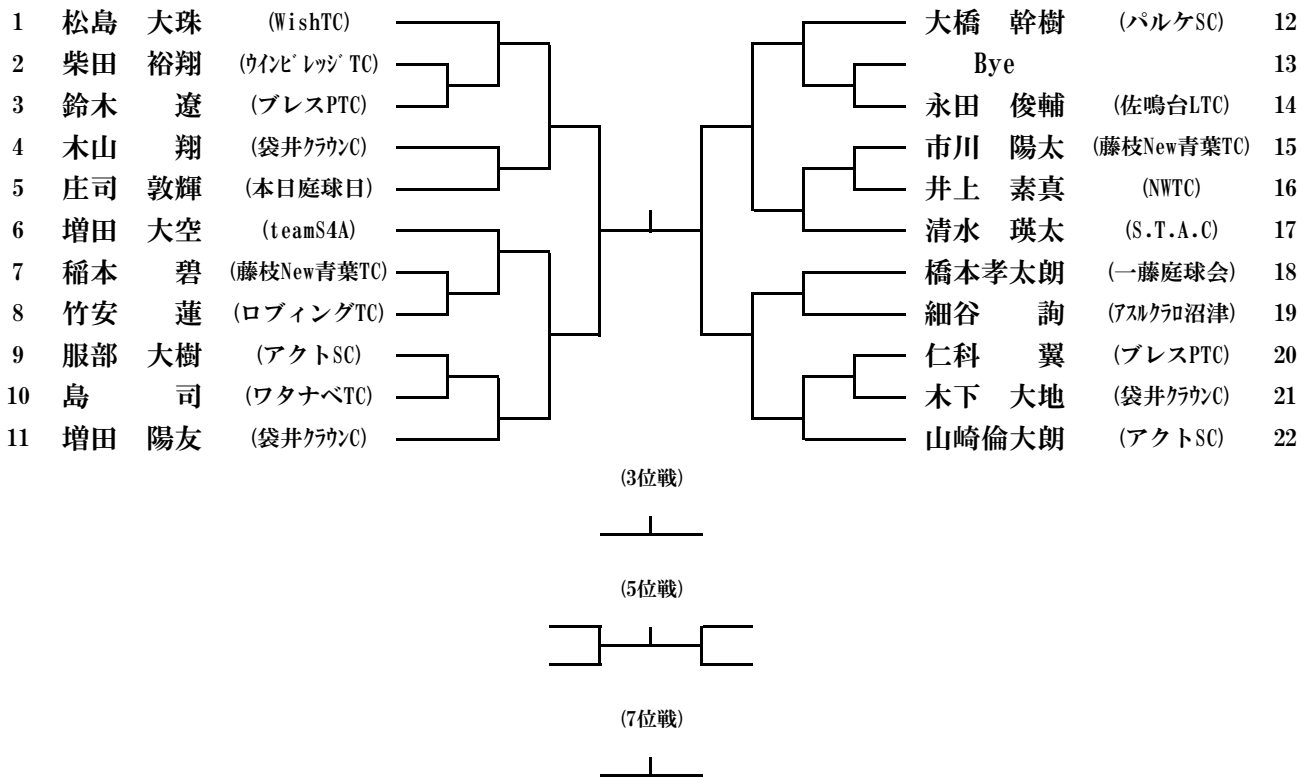 1 松島 大珠 (WishTC)
2 柴田 裕翔 (ｳｲﾝﾋﾞﾚｯｼﾞTC)
3 鈴木 遼 (ブレスPTC)
4 木山 翔 (袋井ｸﾗｳﾝC)
5 庄司 敦輝 (本日庭球日)
6 増田 大空 (teamS4A)
7 稲本 碧 (藤枝New青葉TC)
8 竹安 蓮 (ロブィングTC)
9 服部 大樹 (アクトSC)
10 島 司 (ワタナベTC)
11 増田 陽友 (袋井ｸﾗｳﾝC)
大橋 幹樹 (パルケSC) 12
Bye 13
永田 俊輔 (佐鳴台LTC) 14
市川 陽太 (藤枝New青葉TC) 15
井上 素真 (NWTC) 16
清水 瑛太 (S.T.A.C) 17
橋本孝太朗 (一藤庭球会) 18
細谷 詢 (ｱｽﾙｸﾗﾛ沼津) 19
仁科 翼 (ブレスPTC) 20
木下 大地 (袋井ｸﾗｳﾝC) 21
山崎倫大朗 (アクトSC) 22
(3位戦)
(5位戦)
(7位戦)